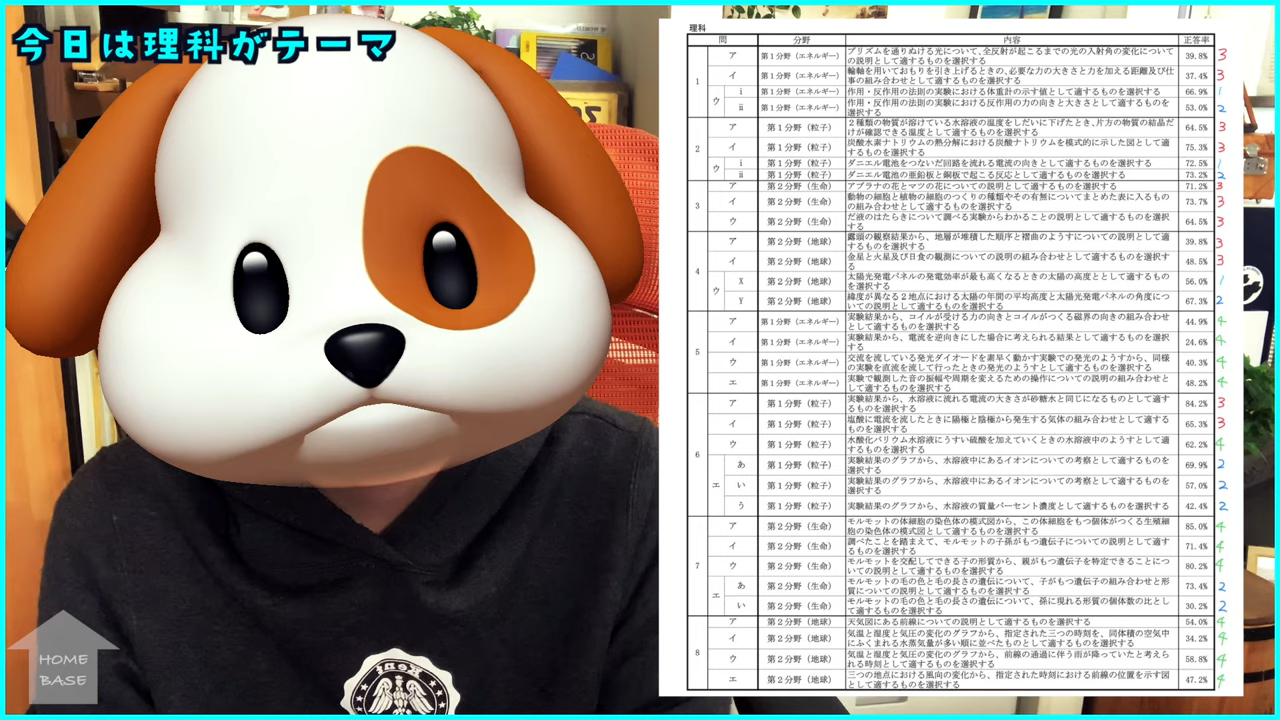 今日は理科がテーマ
理科
問 分野 内容 正答率
1 ア 第1分野（エネルギー） プリズムを通りぬける光について、全反射が起こるまでの光の入射角の変化について
の説明として適するものを選択する 39.8% 3
イ 第1分野（エネルギー） 輪軸を用いておもりを引き上げるときの、必要な力の大きさと力を加える距離及び仕
事の組み合わせとして適するものを選択する 37.4% 3
ウ i 第1分野（エネルギー） 作用・反作用の法則の実験における体重計の示す値として適するものを選択する 66.9% 1
ii 第1分野（エネルギー） 作用・反作用の法則の実験における反作用の力の向きと大きさとして適するものを
選択する 53.0% 2
2 ア 第1分野（粒子） 2種類の物質が溶けている水溶液の温度をしだいに下げたとき、片方の物質の結晶だ
けが確認できる温度として適するものを選択する 64.5% 3
イ 第1分野（粒子） 炭酸水素ナトリウムの熱分解における炭酸ナトリウムを模式的に示した図として適
するものを選択する 75.3% 3
ウ i 第1分野（粒子） ダニエル電池をつないだ回路を流れる電流の向きとして適するものを選択する 72.5% 1
ii 第1分野（粒子） ダニエル電池の亜鉛板と銅板で起こる反応として適するものを選択する 73.2% 2
3 ア 第2分野（生命） アブラナの花とマツの花についての説明として適するものを選択する 71.2% 3
イ 第2分野（生命） 動物の細胞と植物の細胞のつくりの種類やその有無についてまとめた表に入るもの
の組み合わせとして適するものを選択する 73.7% 3
ウ 第2分野（生命） だ液のはたらきについて調べる実験からわかることの説明として適するものを選択
する 64.5% 3
4 ア 第2分野（地球） 露頭の観察結果から、地層が堆積した順序と褶曲のようすについての説明として適
するものを選択する 39.8% 3
イ 第2分野（地球） 金星と火星及び日食の観測についての説明の組み合わせとして適するものを選択す
る 48.5% 3
ウ X 第2分野（地球） 太陽光発電パネルの発電効率が最も高くなるときの太陽の高度ととして適するもの
を選択する 56.0% 1
Y 第2分野（地球） 緯度が異なる2地点における太陽の年間の平均高度と太陽光発電パネルの角度につ
いての説明として適するものを選択する 67.3% 2
5 ア 第1分野（エネルギー） 実験結果から、コイルが受ける力の向きとコイルがつくる磁界の向きの組み合わせ
として適するものを選択する 44.9% 4
イ 第1分野（エネルギー） 実験結果から、電流を逆向きにした場合に考えられる結果として適するものを選択
する 24.6% 4
ウ 第1分野（エネルギー） 交流を流している発光ダイオードを素早く動かす実験での発光のようすから、同様
の実験を直流を流して行ったときの発光のようすとして適するものを選択する 40.3% 4
エ 第1分野（エネルギー） 実験で観測した音の振幅や周期を変えるための操作についての説明の組み合わせと
して適するものを選択する 48.2% 4
6 ア 第1分野（粒子） 実験結果から、水溶液に流れる電流の大きさが砂糖水と同じになるものとして適す
るものを選択する 84.2% 3
イ 第1分野（粒子） 塩酸に電流を流したときに陽極と陰極から発生する気体の組み合わせとして適する
ものを選択する 65.3% 3
ウ 第1分野（粒子） 水酸化バリウム水溶液にうすい硫酸を加えていくときの水溶液中のようすとして適
するものを選択する 62.2% 4
エ あ 第1分野（粒子） 実験結果のグラフから、水溶液中にあるイオンについての考察として適するものを
選択する 69.9% 2
い 第1分野（粒子） 実験結果のグラフから、水溶液中にあるイオンについての考察として適するものを
選択する 57.0% 2
う 第1分野（粒子） 実験結果のグラフから、水溶液の質量パーセント濃度として適するものを選択する 42.4% 2
7 ア 第2分野（生命） モルモットの体細胞の染色体の模式図から、この体細胞をもつ個体がつくる生殖細
胞の染色体の模式図として適するものを選択する 85.0% 4
イ 第2分野（生命） 調べたことを踏まえて、モルモットの子孫がもつ遺伝子についての説明として適す
るものを選択する 71.4% 4
ウ 第2分野（生命） モルモットを交配してできる子の形質から、親がもつ遺伝子を特定できることにつ
いての説明として適するものを選択する 80.2% 4
エ あ 第2分野（生命） モルモットの毛の色と毛の長さの遺伝について、子がもつ遺伝子の組み合わせと形
質についての説明として適するものを選択する 73.4% 2
い 第2分野（生命） モルモットの毛の色と毛の長さの遺伝について、孫に現れる形質の個体数の比とし
て適するものを選択する 30.2% 2
8 ア 第2分野（地球） 天気図にある前線についての説明として適するものを選択する 54.0% 4
イ 第2分野（地球） 気温と湿度と気圧の変化のグラフから、指定された三つの時刻を、同体積の空気中
にふくまれる水蒸気量が多い順に並べたものとして適するものを選択する 34.2% 4
ウ 第2分野（地球） 気温と湿度と気圧の変化のグラフから、前線の通過に伴う雨が降っていたと考えら
れる時刻として適するものを選択する 58.8% 4
エ 第2分野（地球） 三つの地点における風向の変化から、指定された時刻における前線の位置を示す図
として適するものを選択する 47.2% 4
HOME
BASE